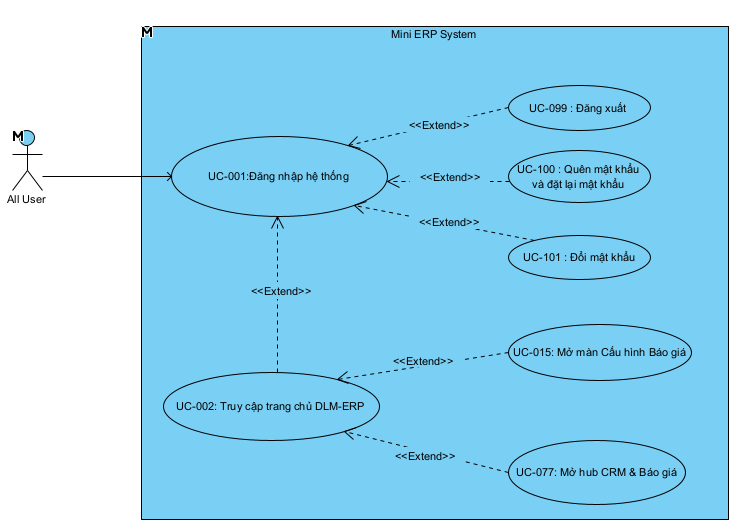 Mini ERP System
UC-099 : Đăng xuất
<<Extend>>
All User
UC-001:Đăng nhập hệ thống
<<Extend>>
UC-100 : Quên mật khẩu
và đặt lại mật khẩu
<<Extend>>
UC-101 : Đổi mật khẩu
<<Extend>>
UC-015: Mở màn Cấu hình Báo giá
<<Extend>>
UC-002: Truy cập trang chủ DLM-ERP
<<Extend>>
UC-077: Mở hub CRM & Báo giá